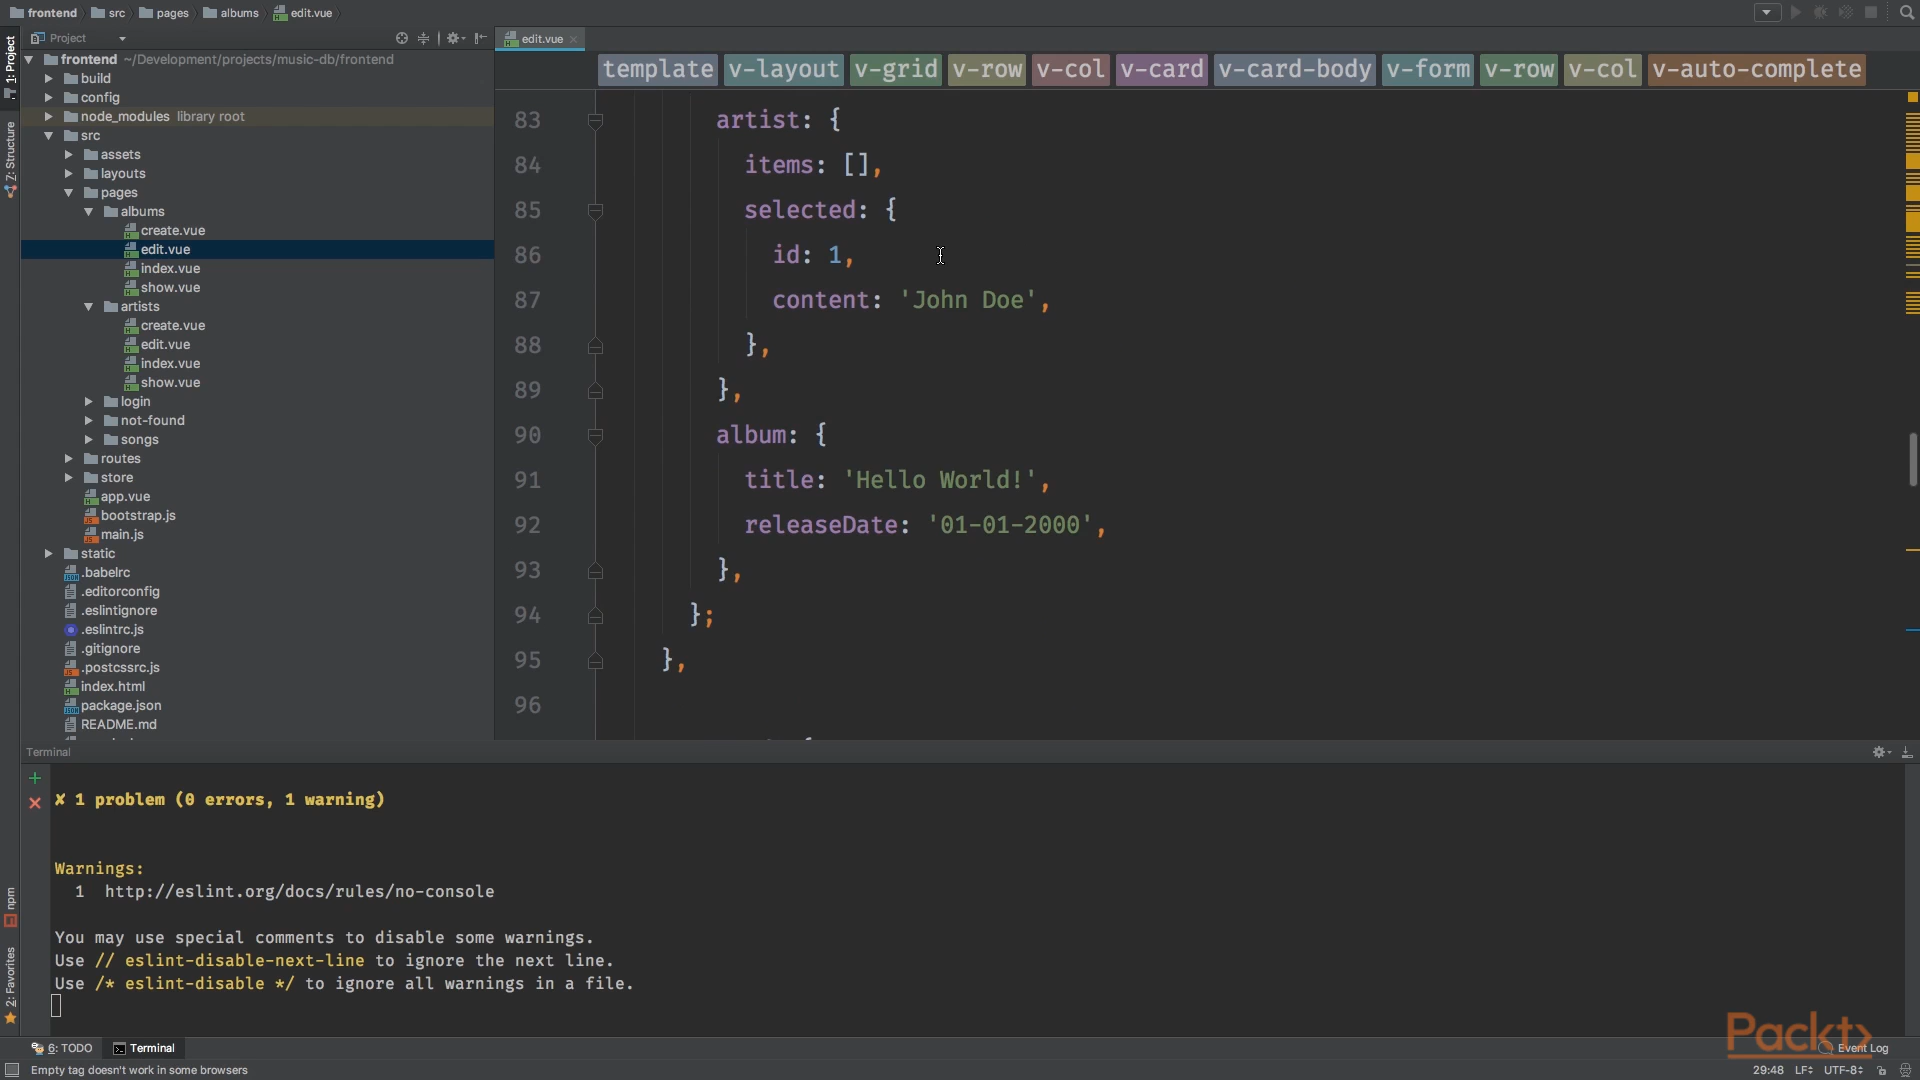 frontend src pages albums edit.vue
Project
edit.vue
1: Project
frontend ~/Development/projects/music-db/frontend
build
config
node_modules library root
src
assets
layouts
pages
albums
create.vue
edit.vue
index.vue
show.vue
artists
create.vue
edit.vue
index.vue
show.vue
login
not-found
songs
routes
store
app.vue
bootstrap.js
main.js
static
.babelrc
.editorconfig
.eslintignore
.eslintrc.js
.gitignore
.postcssrc.js
index.html
package.json
README.md
Z: Structure
template v-layout v-grid v-row v-col v-card v-card-body v-form v-row v-col v-auto-complete
83 artist: {
84 items: [],
85 selected: {
86 id: 1,
87 content: 'John Doe',
88 },
89 },
90 album: {
91 title: 'Hello World!',
92 releaseDate: '01-01-2000',
93 },
94 };
95 },
96
Terminal
✘ 1 problem (0 errors, 1 warning)
Warnings:
1 http://eslint.org/docs/rules/no-console
You may use special comments to disable some warnings.
Use // eslint-disable-next-line to ignore the next line.
Use /* eslint-disable */ to ignore all warnings in a file.
npm
2: Favorites
6: TODO Terminal
Packt>
Event Log
Empty tag doesn't work in some browsers
29:48 LF UTF-8